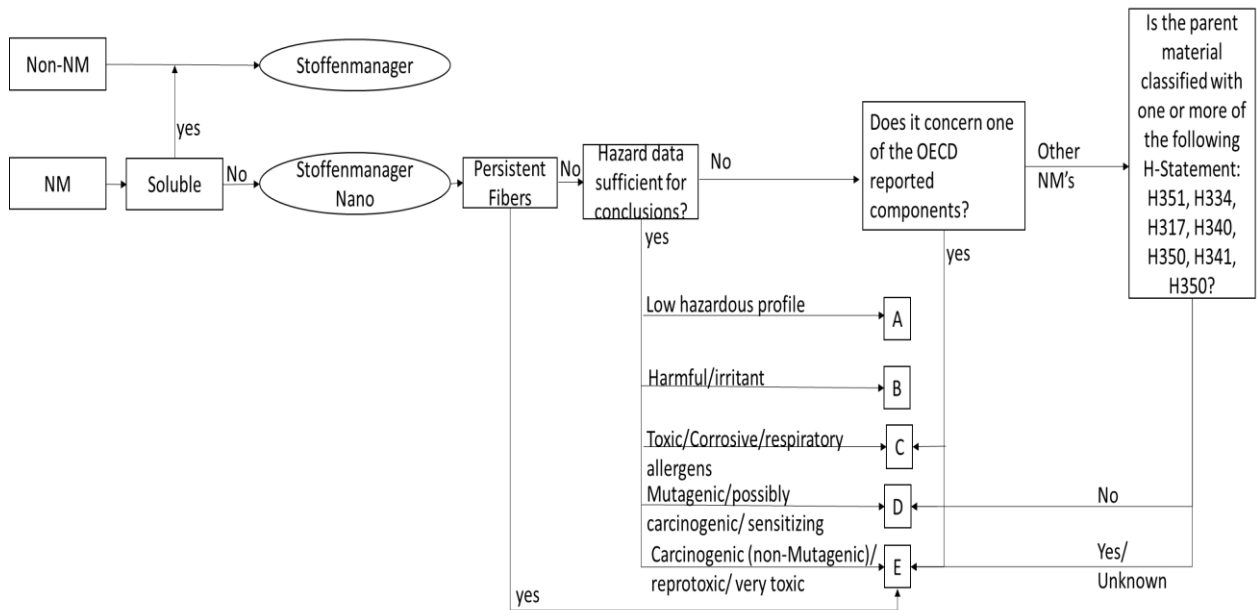 Non-NM
Stoffenmanager
yes
NM
Soluble
No
Stoffenmanager
Nano
Persistent
Fibers
No
Hazard data
sufficient for
conclusions?
No
yes
Does it concern one
of the OECD
reported
components?
Other
NM's
yes
Is the parent
material
classified with
one or more of
the following
H-Statement:
H351, H334,
H317, H340,
H350, H341,
H350?
Low hazardous profile
A
Harmful/irritant
B
Toxic/Corrosive/respiratory
allergens
C
Mutagenic/possibly
carcinogenic/ sensitizing
D
No
Carcinogenic (non-Mutagenic)/
reprotoxic/ very toxic
E
Yes/
Unknown
yes